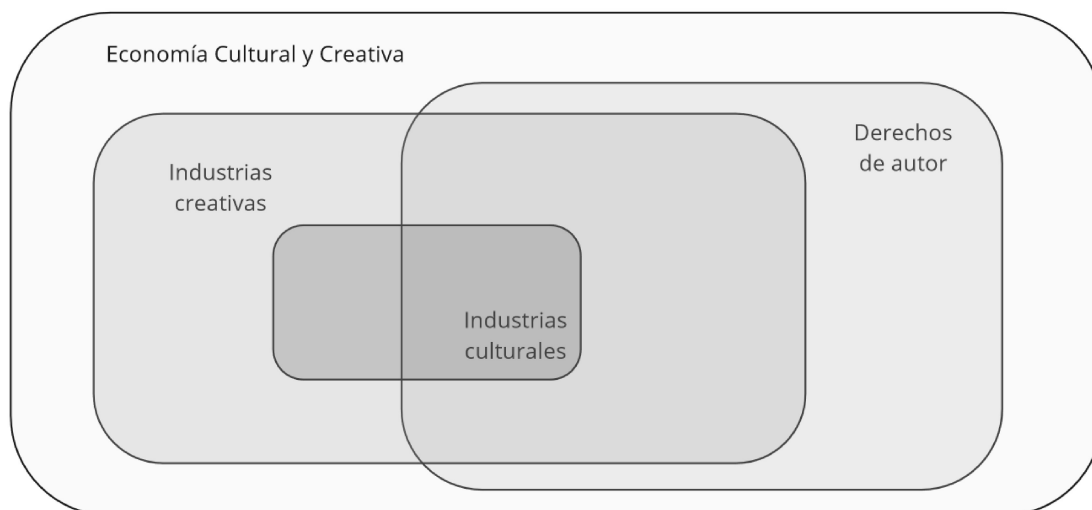 Economía Cultural y Creativa
Industrias
creativas
Derechos
de autor
Industrias
culturales